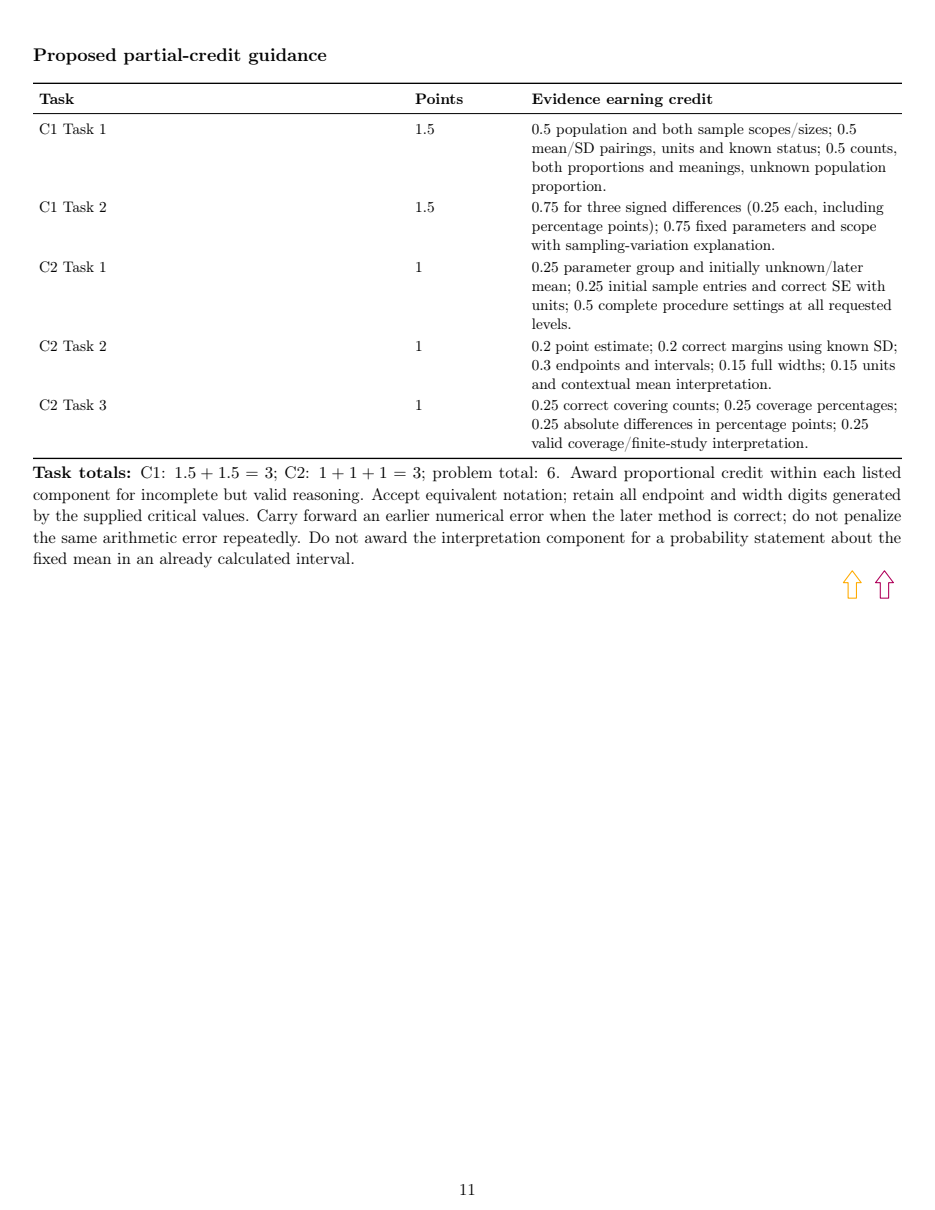 Proposed partial-credit guidance
Task Points Evidence earning credit
C1 Task 1 1.5 0.5 population and both sample scopes/sizes; 0.5
mean/SD pairings, units and known status; 0.5 counts,
both proportions and meanings, unknown population
proportion.
C1 Task 2 1.5 0.75 for three signed differences (0.25 each, including
percentage points); 0.75 fixed parameters and scope
with sampling-variation explanation.
C2 Task 1 1 0.25 parameter group and initially unknown/later
mean; 0.25 initial sample entries and correct SE with
units; 0.5 complete procedure settings at all requested
levels.
C2 Task 2 1 0.2 point estimate; 0.2 correct margins using known SD;
0.3 endpoints and intervals; 0.15 full widths; 0.15 units
and contextual mean interpretation.
C2 Task 3 1 0.25 correct covering counts; 0.25 coverage percentages;
0.25 absolute differences in percentage points; 0.25
valid coverage/finite-study interpretation.
Task totals: C1: 1.5 + 1.5 = 3; C2: 1 + 1 + 1 = 3; problem total: 6. Award proportional credit within each listed
component for incomplete but valid reasoning. Accept equivalent notation; retain all endpoint and width digits generated
by the supplied critical values. Carry forward an earlier numerical error when the later method is correct; do not penalize
the same arithmetic error repeatedly. Do not award the interpretation component for a probability statement about the
fixed mean in an already calculated interval.
11